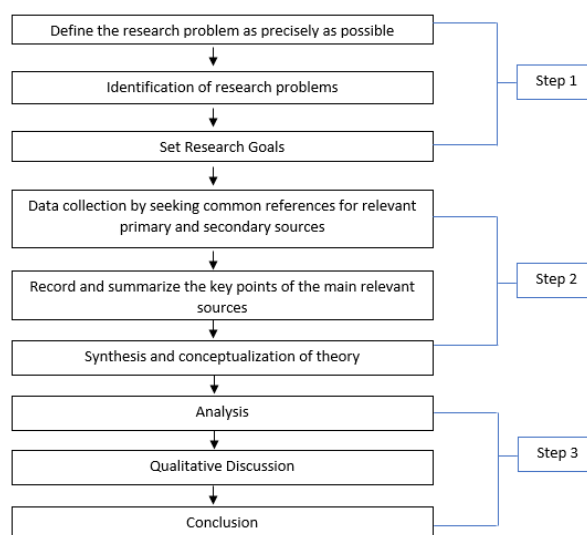 Define the research problem as precisely as possible
Identification of research problems
Step 1
Set Research Goals
Data collection by seeking common references for relevant
primary and secondary sources
Record and summarize the key points of the main relevant
sources
Step 2
Synthesis and conceptualization of theory
Analysis
Qualitative Discussion
Step 3
Conclusion